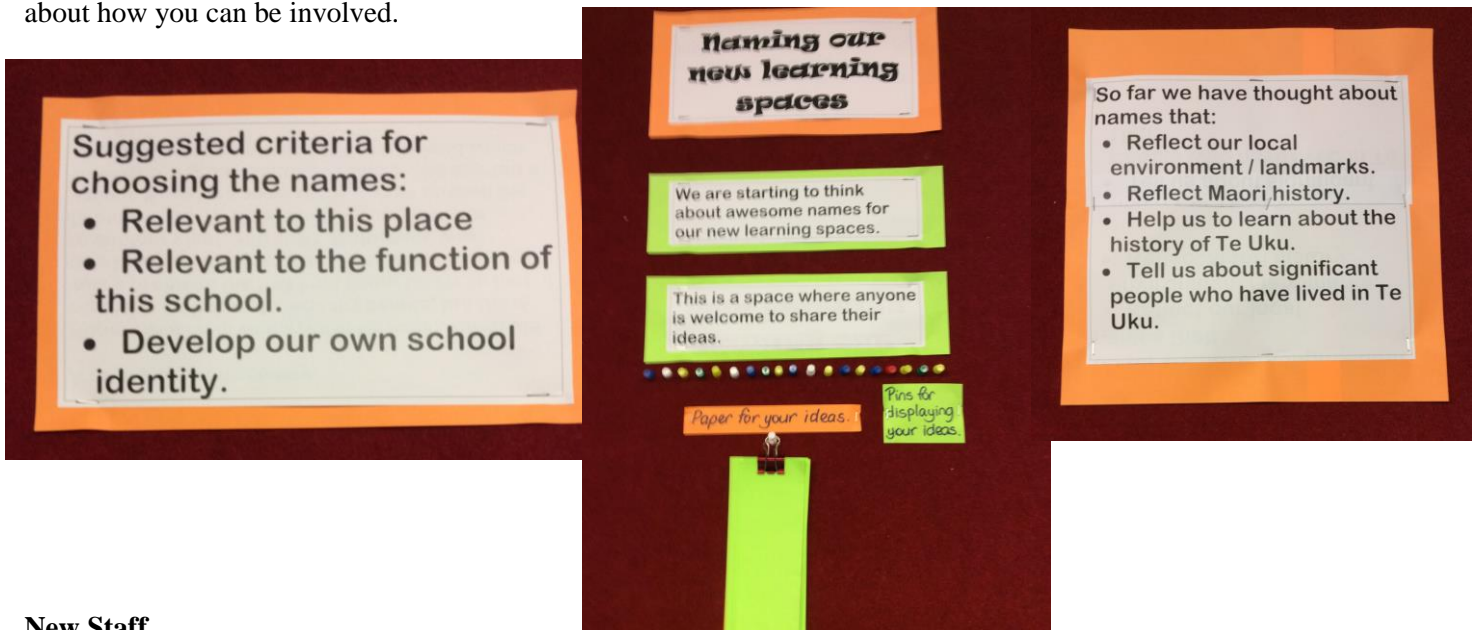 about how you can be involved.
Suggested criteria for
choosing the names:
• Relevant to this place
• Relevant to the function of
this school.
• Develop our own school
identity.
Naming our
new learning
spaces
We are starting to think
about awesome names for
our new learning spaces.
This is a space where anyone
is welcome to share their
ideas.
Paper for your ideas.
Pins for
displaying
your ideas.
So far we have thought about
names that:
• Reflect our local
environment / landmarks.
• Reflect Maori history.
• Help us to learn about the
history of Te Uku.
• Tell us about significant
people who have lived in Te
Uku.
New Staff